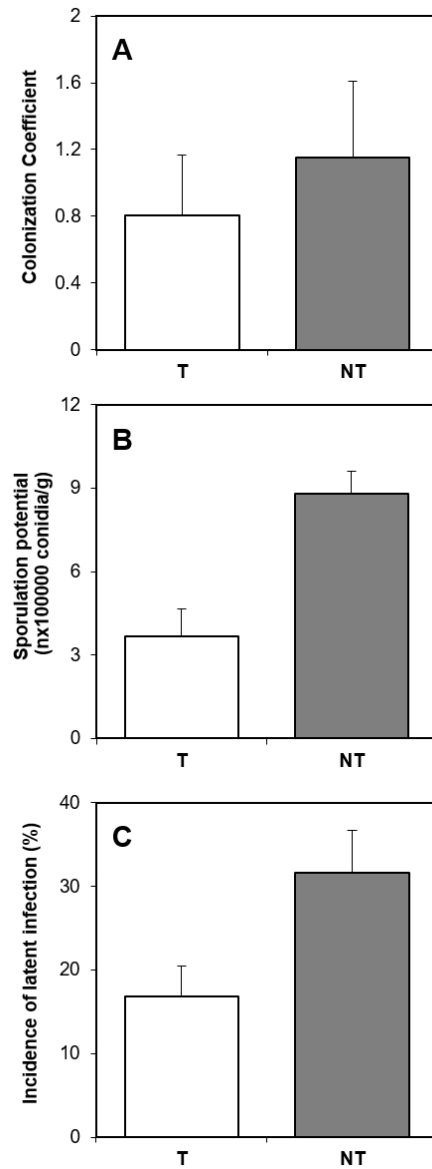 2
1.6
1.2
0.8
0.4
0
Colonization Coefficient
A
T NT
12
9
6
3
0
Sporulation potential
(nx100000 conidia/g)
B
T NT
40
30
20
10
0
Incidence of latent infection (%)
C
T NT